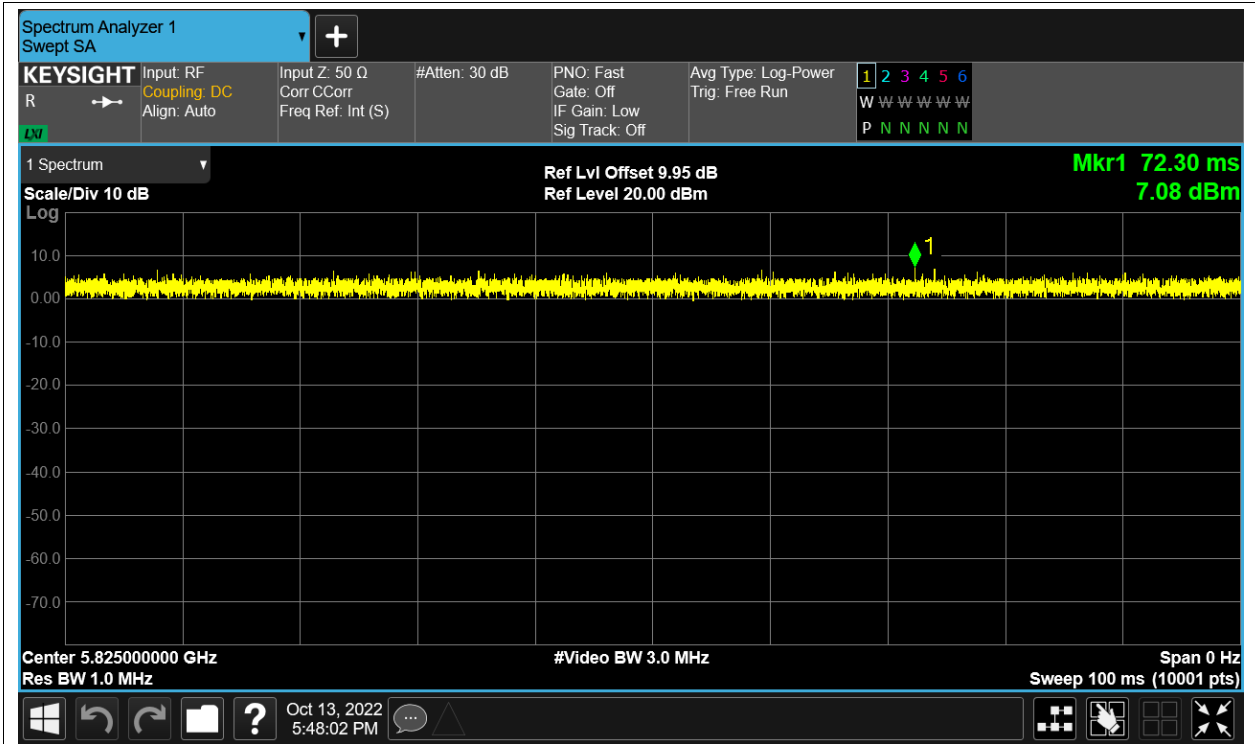 Spectrum Analyzer 1
Swept SA
KEYSIGHT
R
LXI
Input: RF
Coupling: DC
Align: Auto
Input Z: 50 Ω
Corr CCorr
Freq Ref: Int (S)
#Atten: 30 dB
PNO: Fast
Gate: Off
IF Gain: Low
Sig Track: Off
Avg Type: Log-Power
Trig: Free Run
1 2 3 4 5 6
W W W W W W
P N N N N N
1 Spectrum
Scale/Div 10 dB
Log
Ref Lvl Offset 9.95 dB
Ref Level 20.00 dBm
Mkr1 72.30 ms
7.08 dBm
1
10.0
0.00
-10.0
-20.0
-30.0
-40.0
-50.0
-60.0
-70.0
Center 5.825000000 GHz
Res BW 1.0 MHz
#Video BW 3.0 MHz
Span 0 Hz
Sweep 100 ms (10001 pts)
?
Oct 13, 2022
5:48:02 PM